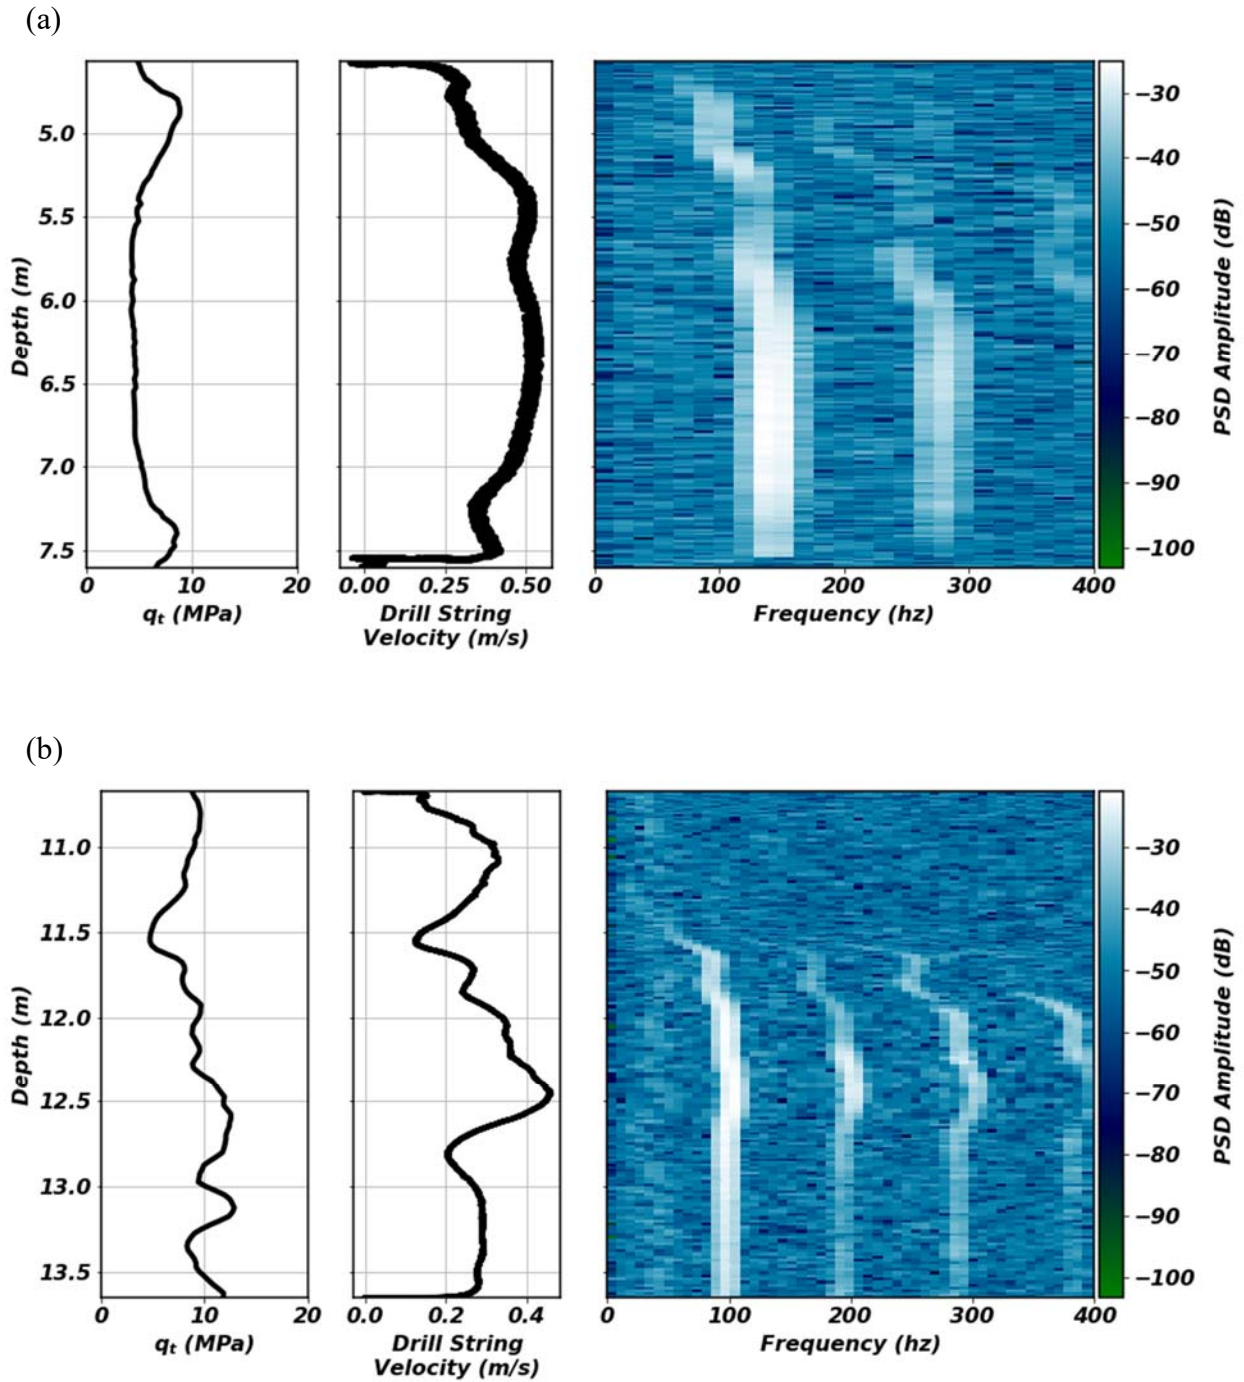 (a)
5.0
5.5
6.0
6.5
7.0
7.5
Depth (m)
0 10 20
qt (MPa)
0.00 0.25 0.50
Drill String
Velocity (m/s)
0 100 200 300 400
Frequency (hz)
−30
−40
−50
−60
−70
−80
−90
−100
PSD Amplitude (dB)
(b)
11.0
11.5
12.0
12.5
13.0
13.5
Depth (m)
0 10 20
qt (MPa)
0.0 0.2 0.4
Drill String
Velocity (m/s)
0 100 200 300 400
Frequency (hz)
−30
−40
−50
−60
−70
−80
−90
−100
PSD Amplitude (dB)